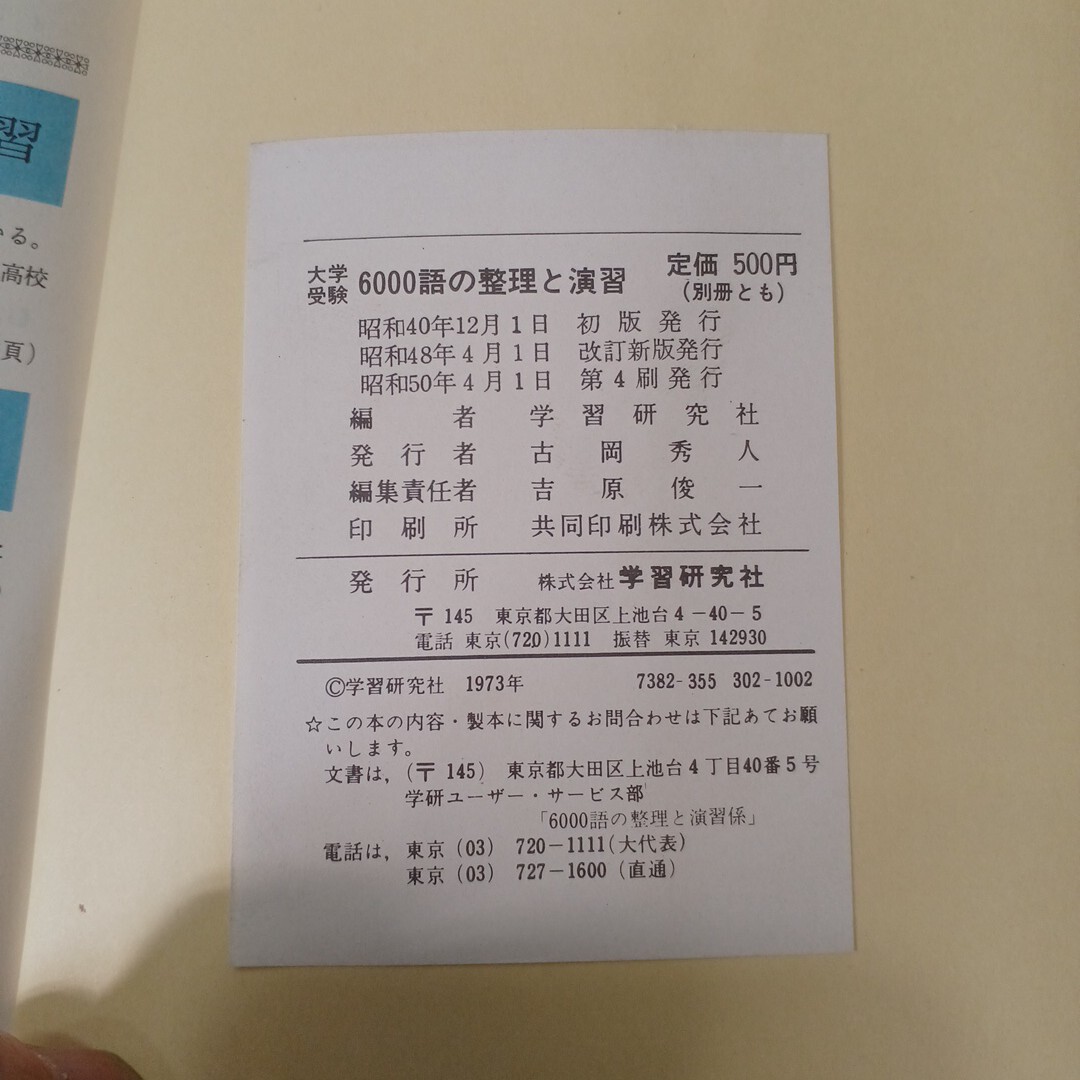 習
いる。
高校
頁)
大学受験 6000語の整理と演習 定価 500円
(別冊とも)
昭和40年12月1日 初版発行
昭和48年4月1日 改訂新版発行
昭和50年4月1日 第4刷発行
編者 学習研究社
発行者 古岡秀人
編集責任者 吉原俊一
印刷所 共同印刷株式会社
発行所 株式会社 学習研究社
〒145 東京都大田区上池台4-40-5
電話 東京(720)1111 振替 東京 142930
©学習研究社 1973年 7382-355 302-1002
☆この本の内容・製本に関するお問合わせは下記あてお願
いします。
文書は,(〒145) 東京都大田区上池台4丁目40番5号
学研ユーザー・サービス部
「6000語の整理と演習係」
電話は, 東京(03) 720-1111(大代表)
東京(03) 727-1600(直通)